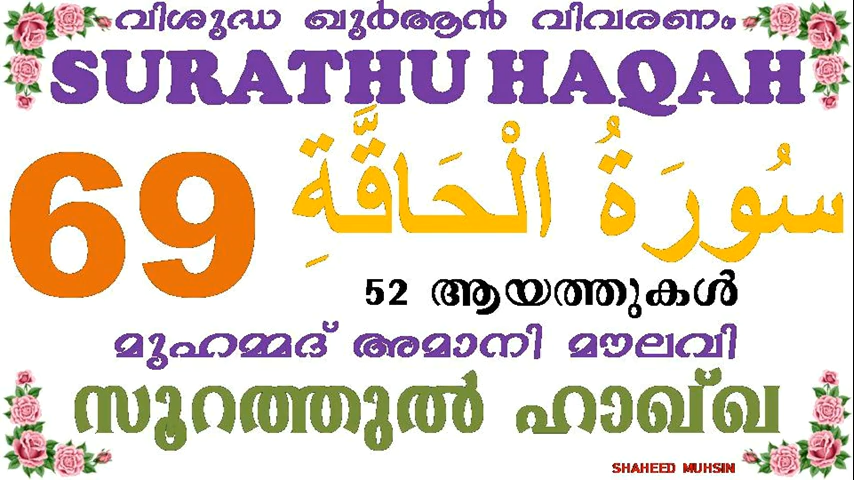 വിശുദ്ധ ഖുർആൻ വിവരണം
SURATHU HAQAH
69 سُورَةُ الْحَاقَّةِ
52 ആയത്തുകൾ
മുഹമ്മദ് അമാനി മൗലവി
സൂറത്തുൽ ഹാഖ്ഖ
SHAHEED MUHSIN